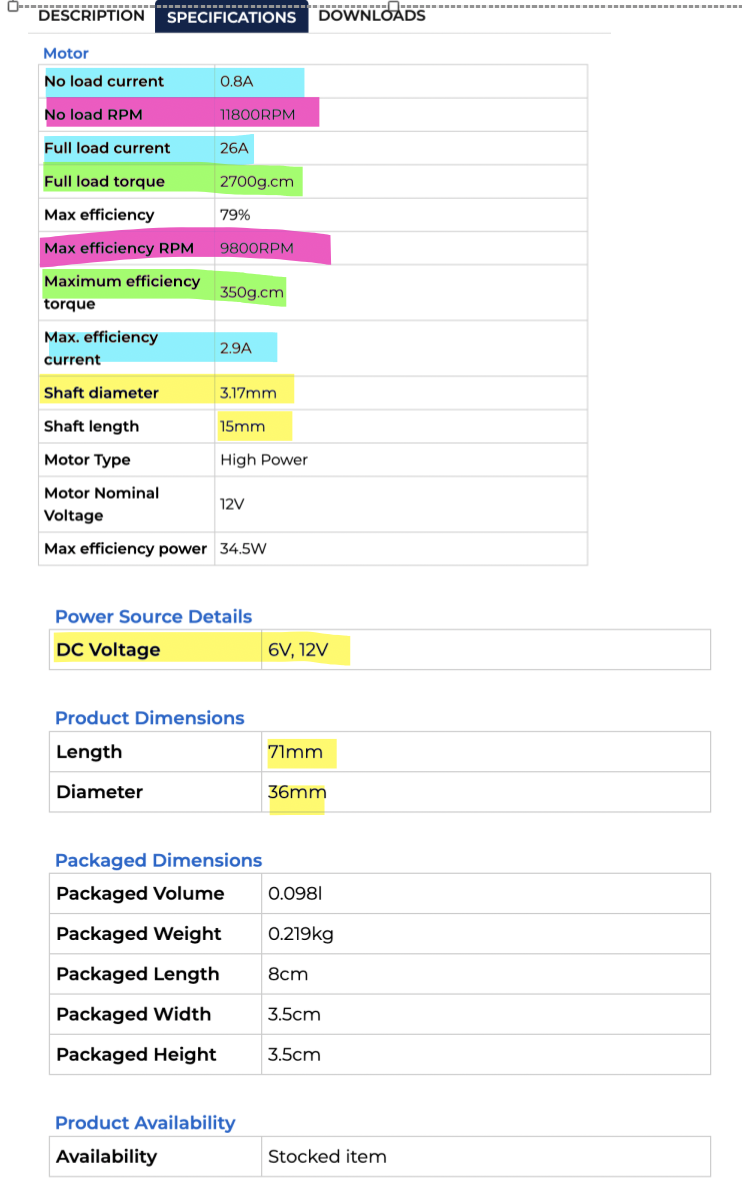 DESCRIPTION SPECIFICATIONS DOWNLOADS
Motor
No load current 0.8A
No load RPM 11800RPM
Full load current 26A
Full load torque 2700g.cm
Max efficiency 79%
Max efficiency RPM 9800RPM
Maximum efficiency
torque 350g.cm
Max. efficiency
current 2.9A
Shaft diameter 3.17mm
Shaft length 15mm
Motor Type High Power
Motor Nominal
Voltage 12V
Max efficiency power 34.5W
Power Source Details
DC Voltage 6V, 12V
Product Dimensions
Length 71mm
Diameter 36mm
Packaged Dimensions
Packaged Volume 0.098l
Packaged Weight 0.219kg
Packaged Length 8cm
Packaged Width 3.5cm
Packaged Height 3.5cm
Product Availability
Availability Stocked item